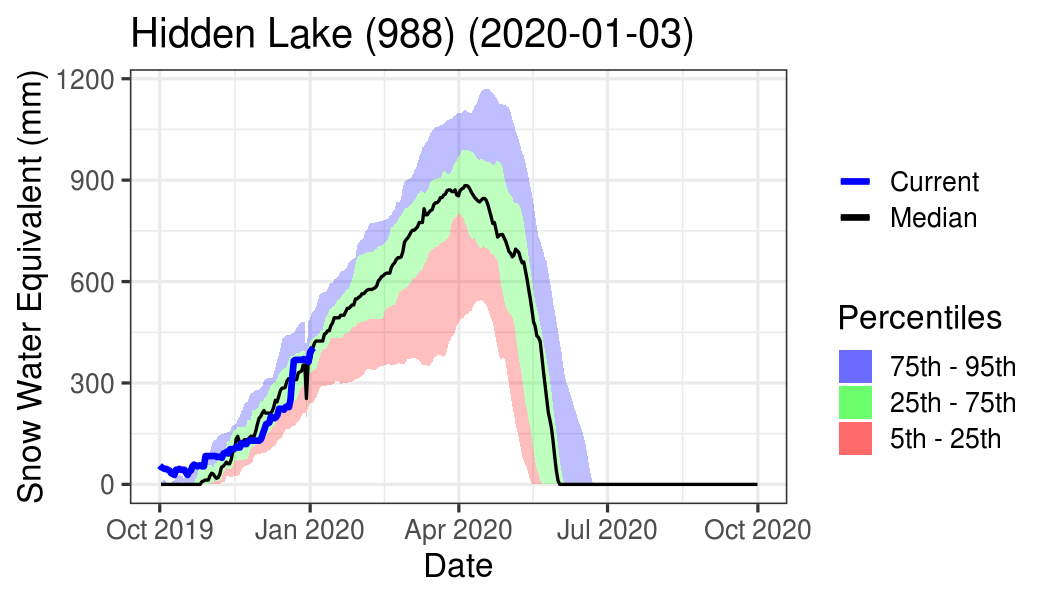 Hidden Lake (988) (2020-01-03)
Snow Water Equivalent (mm)
1200
900
600
300
0
Oct 2019
Jan 2020
Apr 2020
Jul 2020
Oct 2020
Date
Current
Median
Percentiles
75th - 95th
25th - 75th
5th - 25th